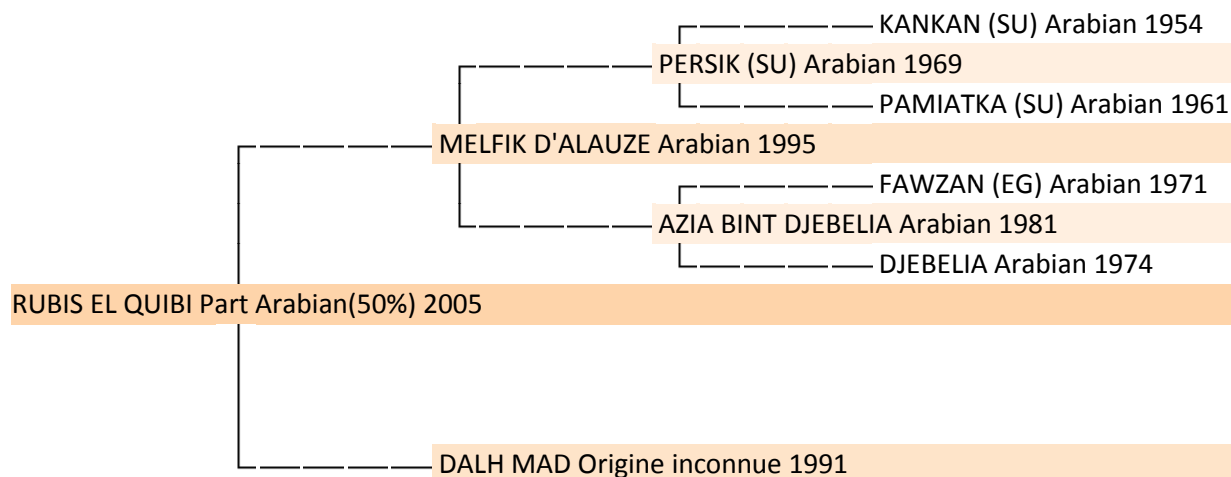 KANKAN (SU) Arabian 1954
PERSIK (SU) Arabian 1969
PAMIATKA (SU) Arabian 1961
MELFIK D'ALAUZE Arabian 1995
FAWZAN (EG) Arabian 1971
AZIA BINT DJEBELIA Arabian 1981
DJEBELIA Arabian 1974
RUBIS EL QUIBI Part Arabian(50%) 2005
DALH MAD Origine inconnue 1991